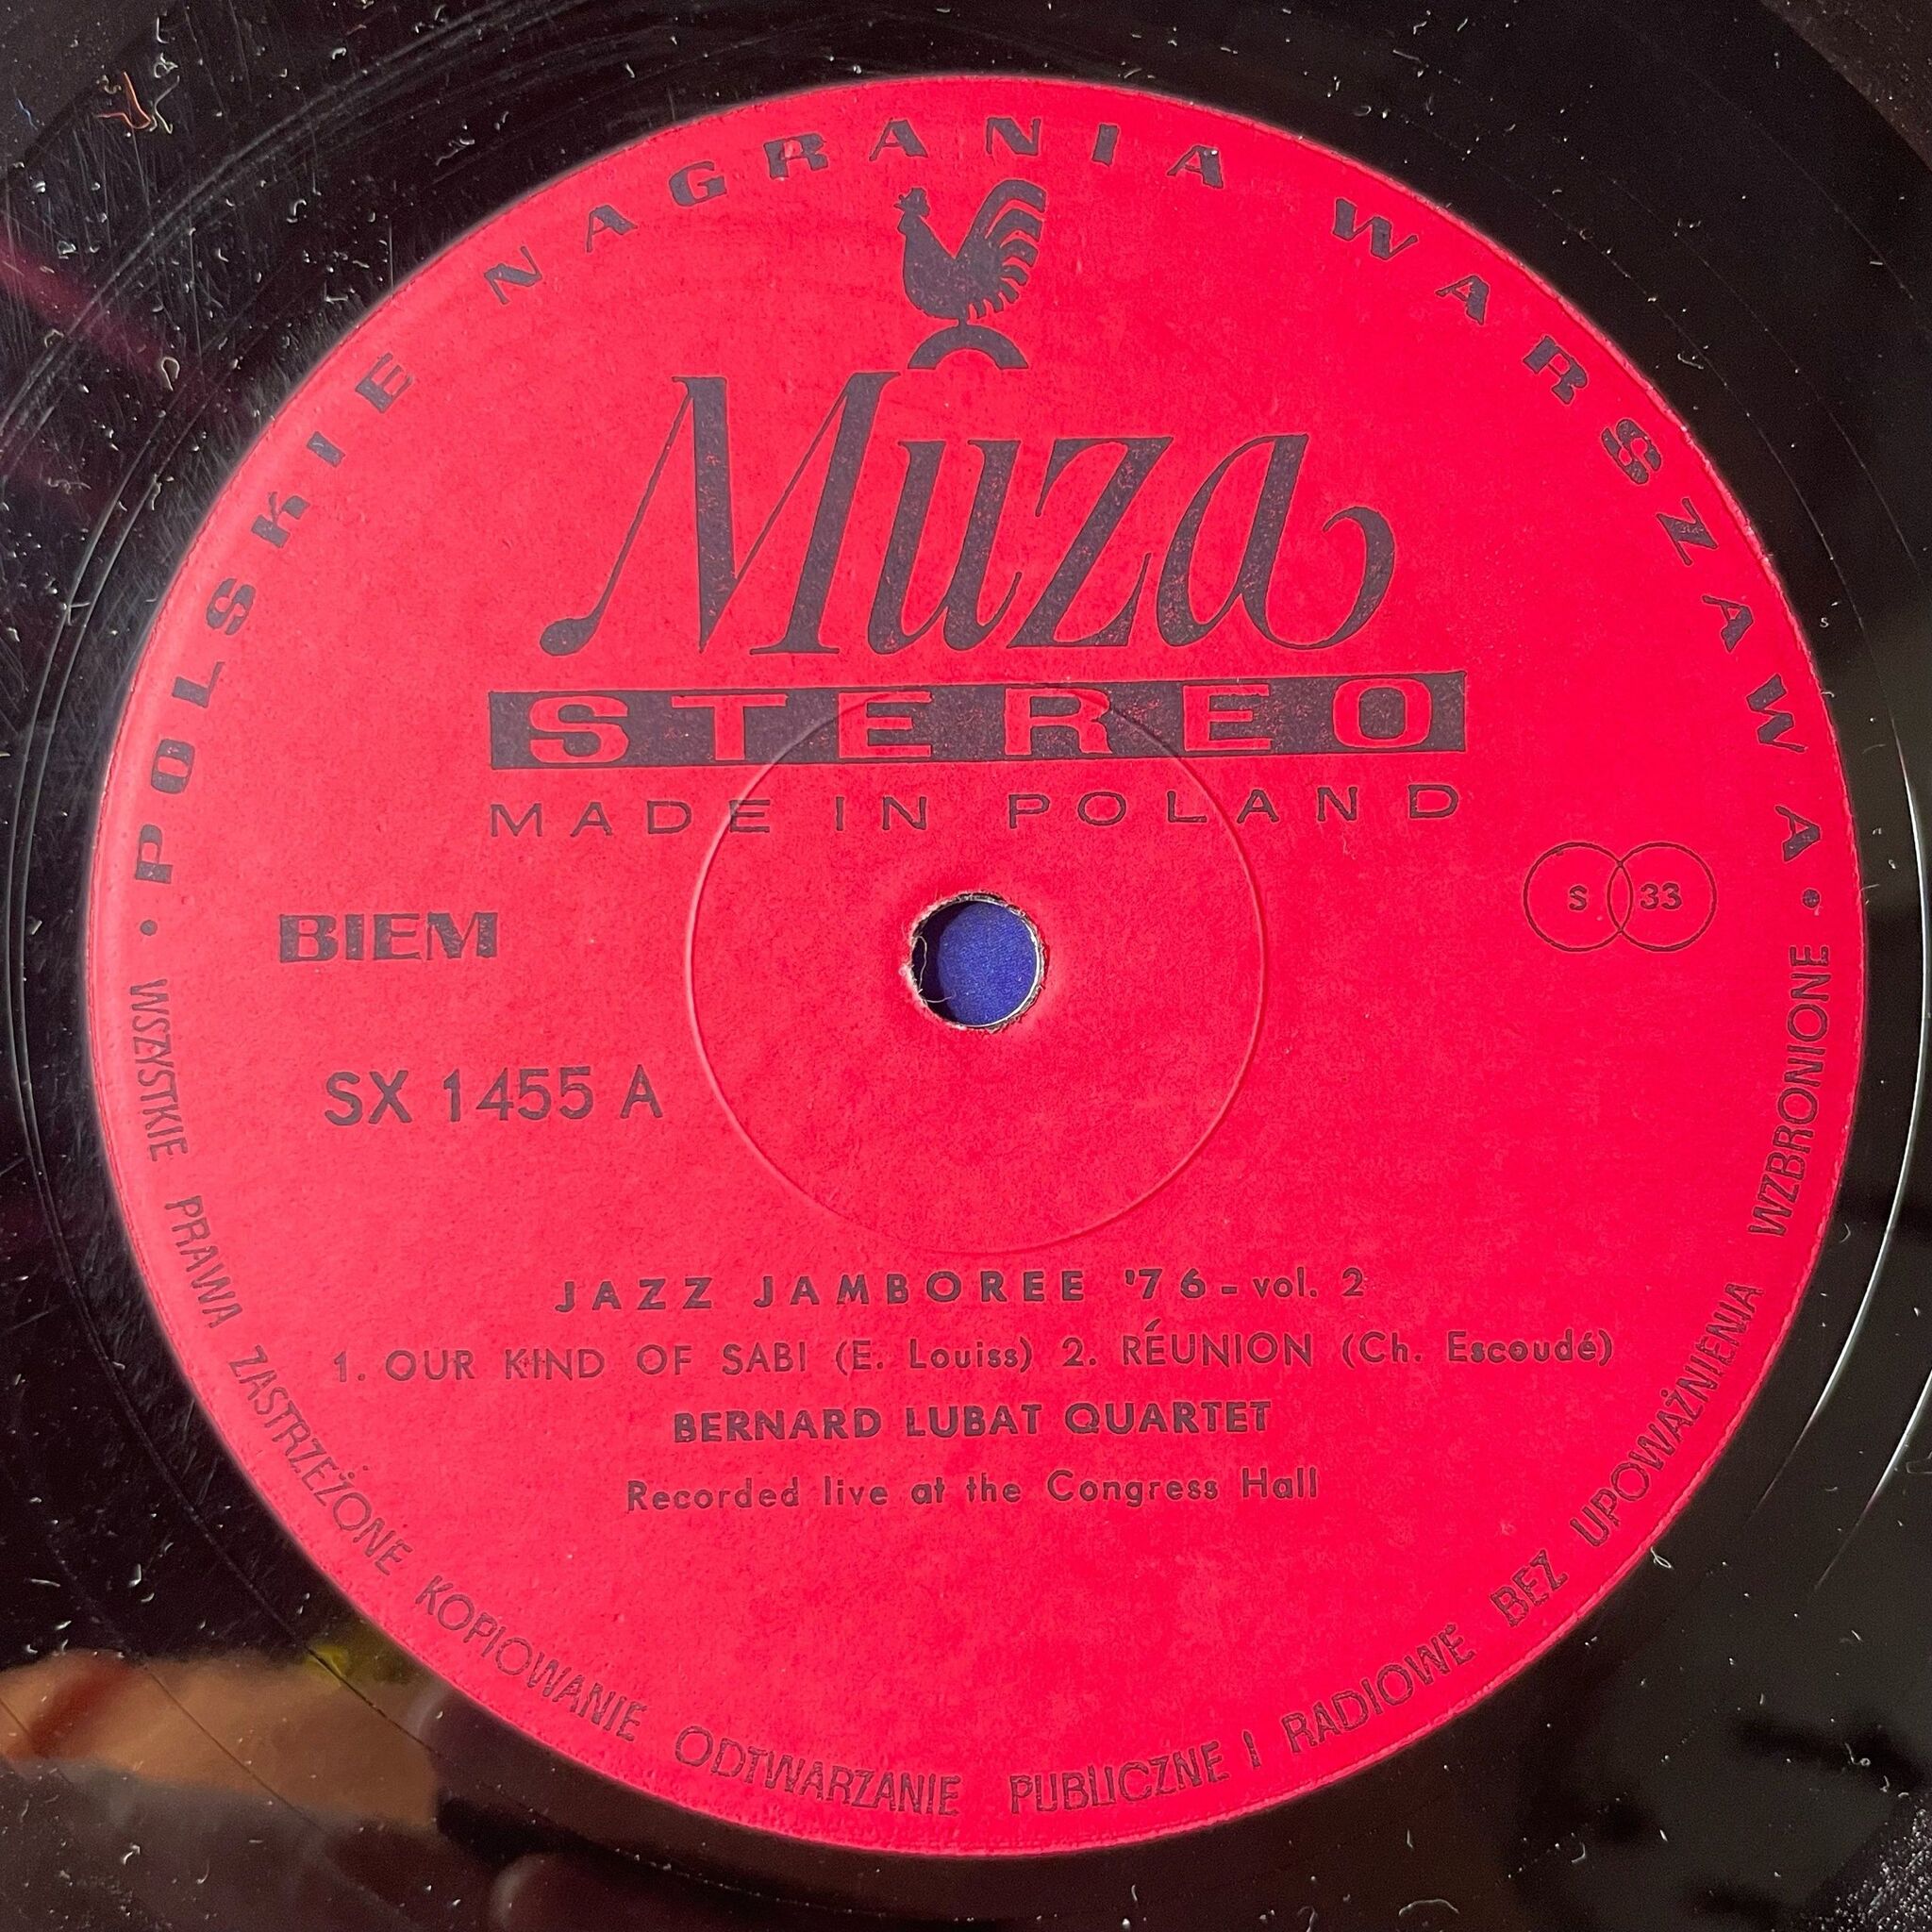 • POLSKIE NAGRANIA WARSZAWA •
Muza
STEREO
MADE IN POLAND
BIEM
S 33
SX 1455 A
JAZZ JAMBOREE '76 - vol. 2
1. OUR KIND OF SABI (E. Louiss) 2. RÉUNION (Ch. Escoudé)
BERNARD LUBAT QUARTET
Recorded live at the Congress Hall
WSZYSTKIE PRAWA ZASTRZEŻONE KOPIOWANIE ODTWARZANIE PUBLICZNE I RADIOWE BEZ UPOWAŻNIENIA WZBRONIONE